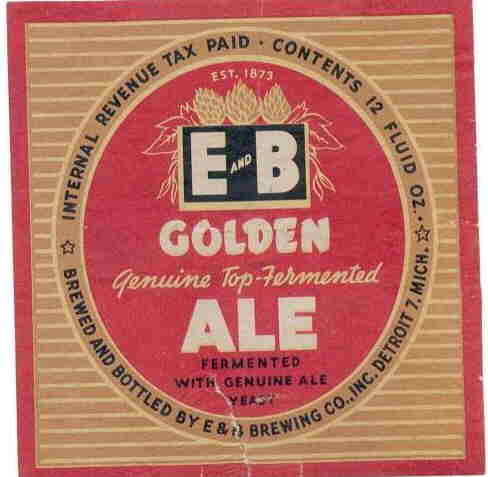 INTERNAL REVENUE TAX PAID · CONTENTS 12 FLUID OZ.
EST. 1873
E AND B
GOLDEN
Genuine Top-Fermented
ALE
FERMENTED
WITH GENUINE ALE
YEAST
BREWED AND BOTTLED BY E & B BREWING CO., INC. DETROIT 7, MICH.